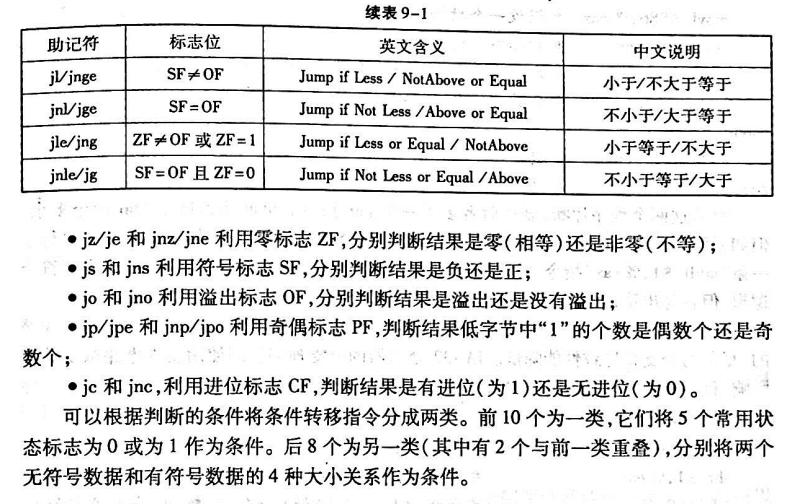 续表9-1
助记符 标志位 英文含义 中文说明
jl/jnge SF≠OF Jump if Less / NotAbove or Equal 小于/不大于等于
jnl/jge SF=OF Jump if Not Less /Above or Equal 不小于/大于等于
jle/jng ZF≠OF 或 ZF=1 Jump if Less or Equal / NotAbove 小于等于/不大于
jnle/jg SF=OF 且 ZF=0 Jump if Not Less or Equal /Above 不小于等于/大于
●jz/je 和 jnz/jne 利用零标志 ZF,分别判断结果是零(相等)还是非零(不等);
●js 和 jns 利用符号标志 SF,分别判断结果是负还是正;
●jo 和 jno 利用溢出标志 OF,分别判断结果是溢出还是没有溢出;
●jp/jpe 和 jnp/jpo 利用奇偶标志 PF,判断结果低字节中“1”的个数是偶数个还是奇
数个;
●jc 和 jnc,利用进位标志 CF,判断结果是有进位(为1)还是无进位(为0)。
可以根据判断的条件将条件转移指令分成两类。前10个为一类,它们将5个常用状
态标志为0或为1作为条件。后8个为另一类(其中有2个与前一类重叠),分别将两个
无符号数据和有符号数据的4种大小关系作为条件。